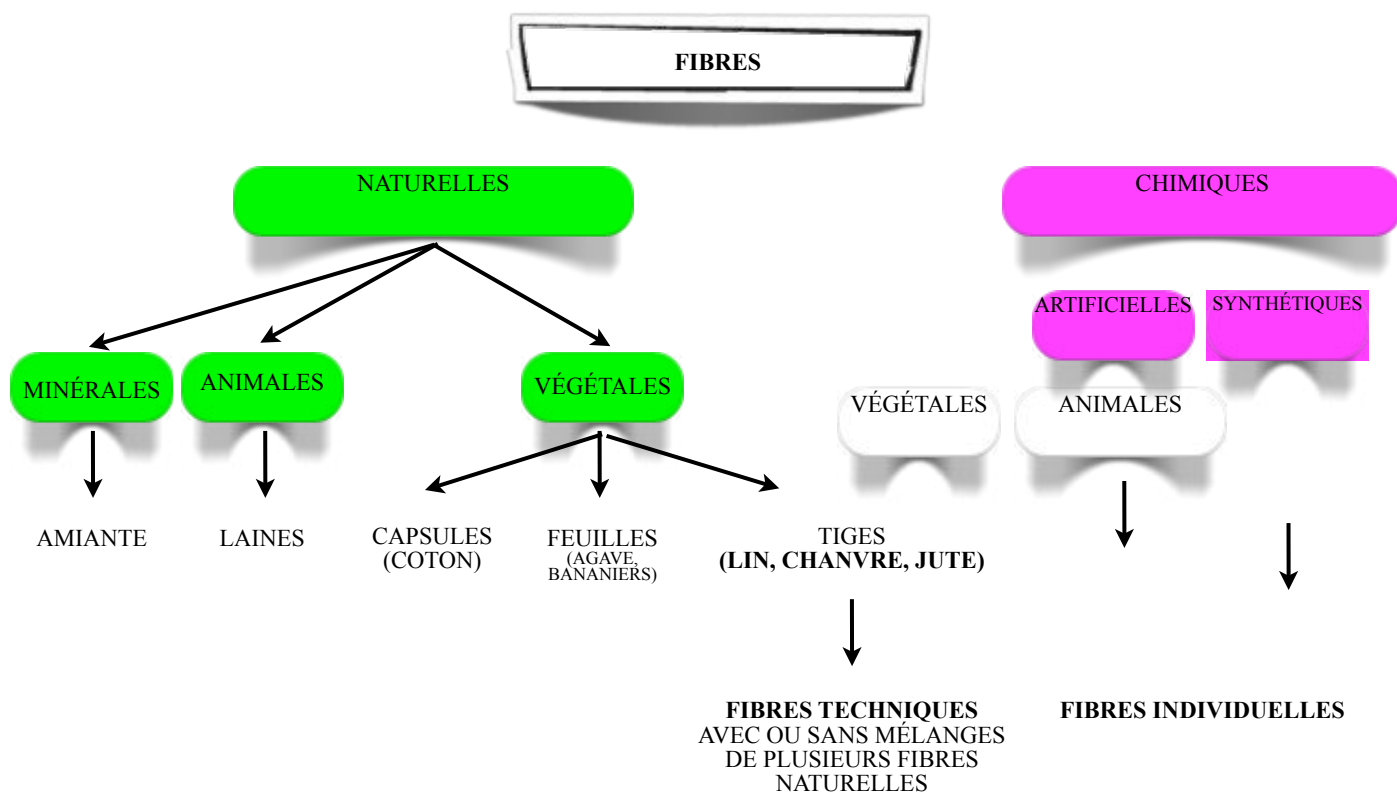 FIBRES
NATURELLES
CHIMIQUES
ARTIFICIELLES
SYNTHÉTIQUES
MINÉRALES
ANIMALES
VÉGÉTALES
VÉGÉTALES
ANIMALES
AMIANTE
LAINES
CAPSULES
(COTON)
FEUILLES
(AGAVE,
BANANIERS)
TIGES
(LIN, CHANVRE, JUTE)
FIBRES TECHNIQUES
AVEC OU SANS MÉLANGES
DE PLUSIEURS FIBRES
NATURELLES
FIBRES INDIVIDUELLES